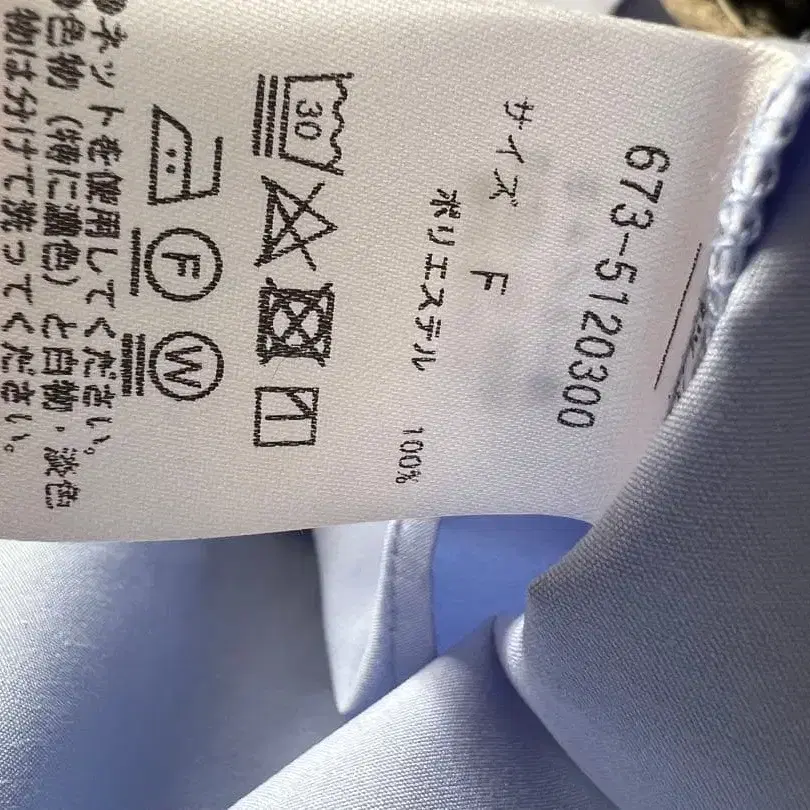 673-5120300
サイズ F
ポリエステル 100%
30
F
W
●ネットを使用してください。
●色物(特に濃色)と白物・淡色
物は分けて洗ってください。